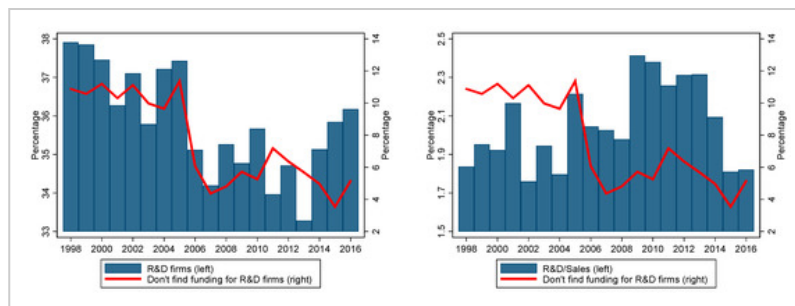 38
37
36
35
34
33
Percentage
14
12
10
8
6
4
2
Percentage
1998 2000 2002 2004 2006 2008 2010 2012 2014 2016
R&D firms (left)
Don't find funding for R&D firms (right)
2.5
2.3
2.1
1.9
1.7
1.5
Percentage
14
12
10
8
6
4
2
Percentage
1998 2000 2002 2004 2006 2008 2010 2012 2014 2016
R&D/Sales (left)
Don't find funding for R&D firms (right)